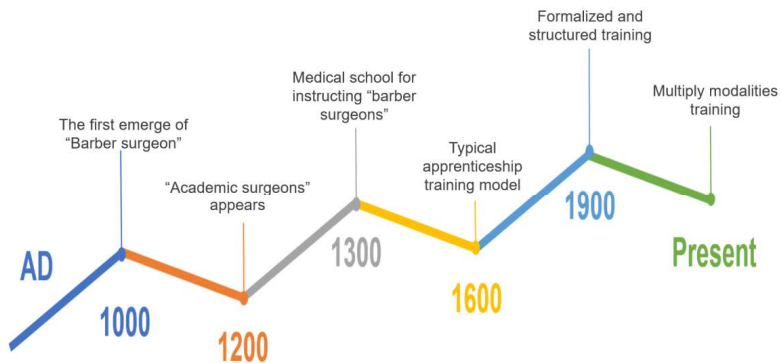 The first emerge of
"Barber surgeon"
"Academic surgeons"
appears
Medical school for
instructing "barber
surgeons"
Typical
apprenticeship
training model
Formalized and
structured training
Multiply modalities
training
AD
1000
1200
1300
1600
1900
Present